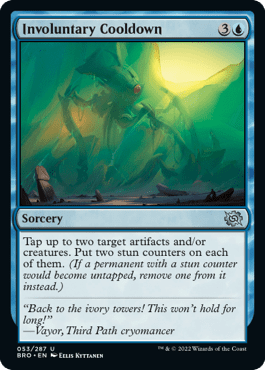 Involuntary Cooldown 3
Sorcery
Tap up to two target artifacts and/or
creatures. Put two stun counters on each
of them. (If a permanent with a stun counter
would become untapped, remove one from it
instead.)
“Back to the ivory towers! This won’t hold for
long!”
—Vayor, Third Path cryomancer
053/287 U
BRO • EN Eelis Kyttanen
™ & © 2022 Wizards of the Coast